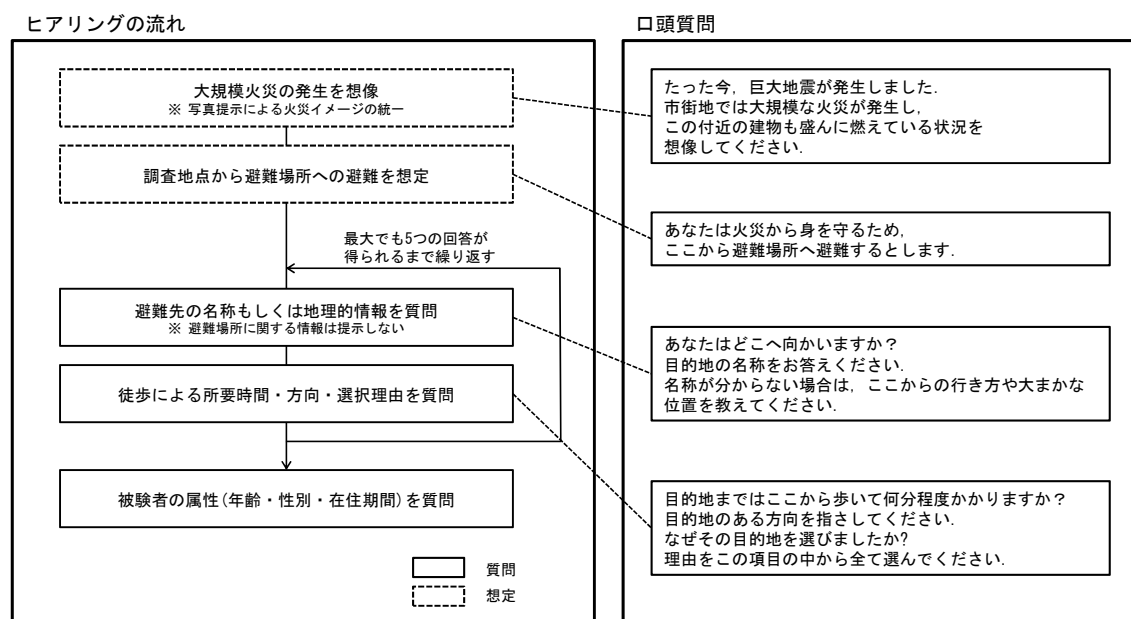 ヒアリングの流れ
大規模火災の発生を想像
※ 写真提示による火災イメージの統一
調査地点から避難場所への避難を想定
最大でも5つの回答が
得られるまで繰り返す
避難先の名称もしくは地理的情報を質問
※ 避難場所に関する情報は提示しない
徒歩による所要時間・方向・選択理由を質問
被験者の属性(年齢・性別・在住期間)を質問
質問
想定
口頭質問
たった今，巨大地震が発生しました．
市街地では大規模な火災が発生し，
この付近の建物も盛んに燃えている状況を
想像してください．
あなたは火災から身を守るため，
ここから避難場所へ避難するとします．
あなたはどこへ向かいますか？
目的地の名称をお答えください．
名称が分からない場合は，ここからの行き方や大まかな
位置を教えてください．
目的地まではここから歩いて何分程度かかりますか？
目的地のある方向を指さしてください．
なぜその目的地を選びましたか?
理由をこの項目の中から全て選んでください．